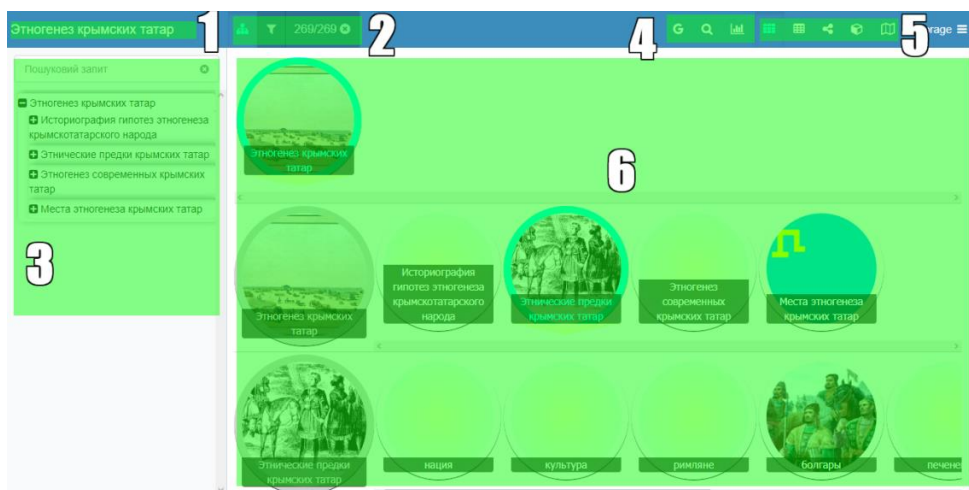 Этногенез крымских татар
1
269/269
2
4
G
5
rage
Пошуковий запит
Этногенез крымских татар
Историография гипотез этногенеза
крымскотатарского народа
Этнические предки крымских татар
Этногенез современных крымских
татар
Места этногенеза крымских татар
3
Этногенез крымских
татар
6
Этногенез крымских
татар
Историография
гипотез этногенеза
крымскотатарского
народа
Этнические предки
крымских татар
Этногенез
современных
крымских татар
Места этногенеза
крымских татар
Этнические предки
крымских татар
нация
культура
римляне
болгары
печене